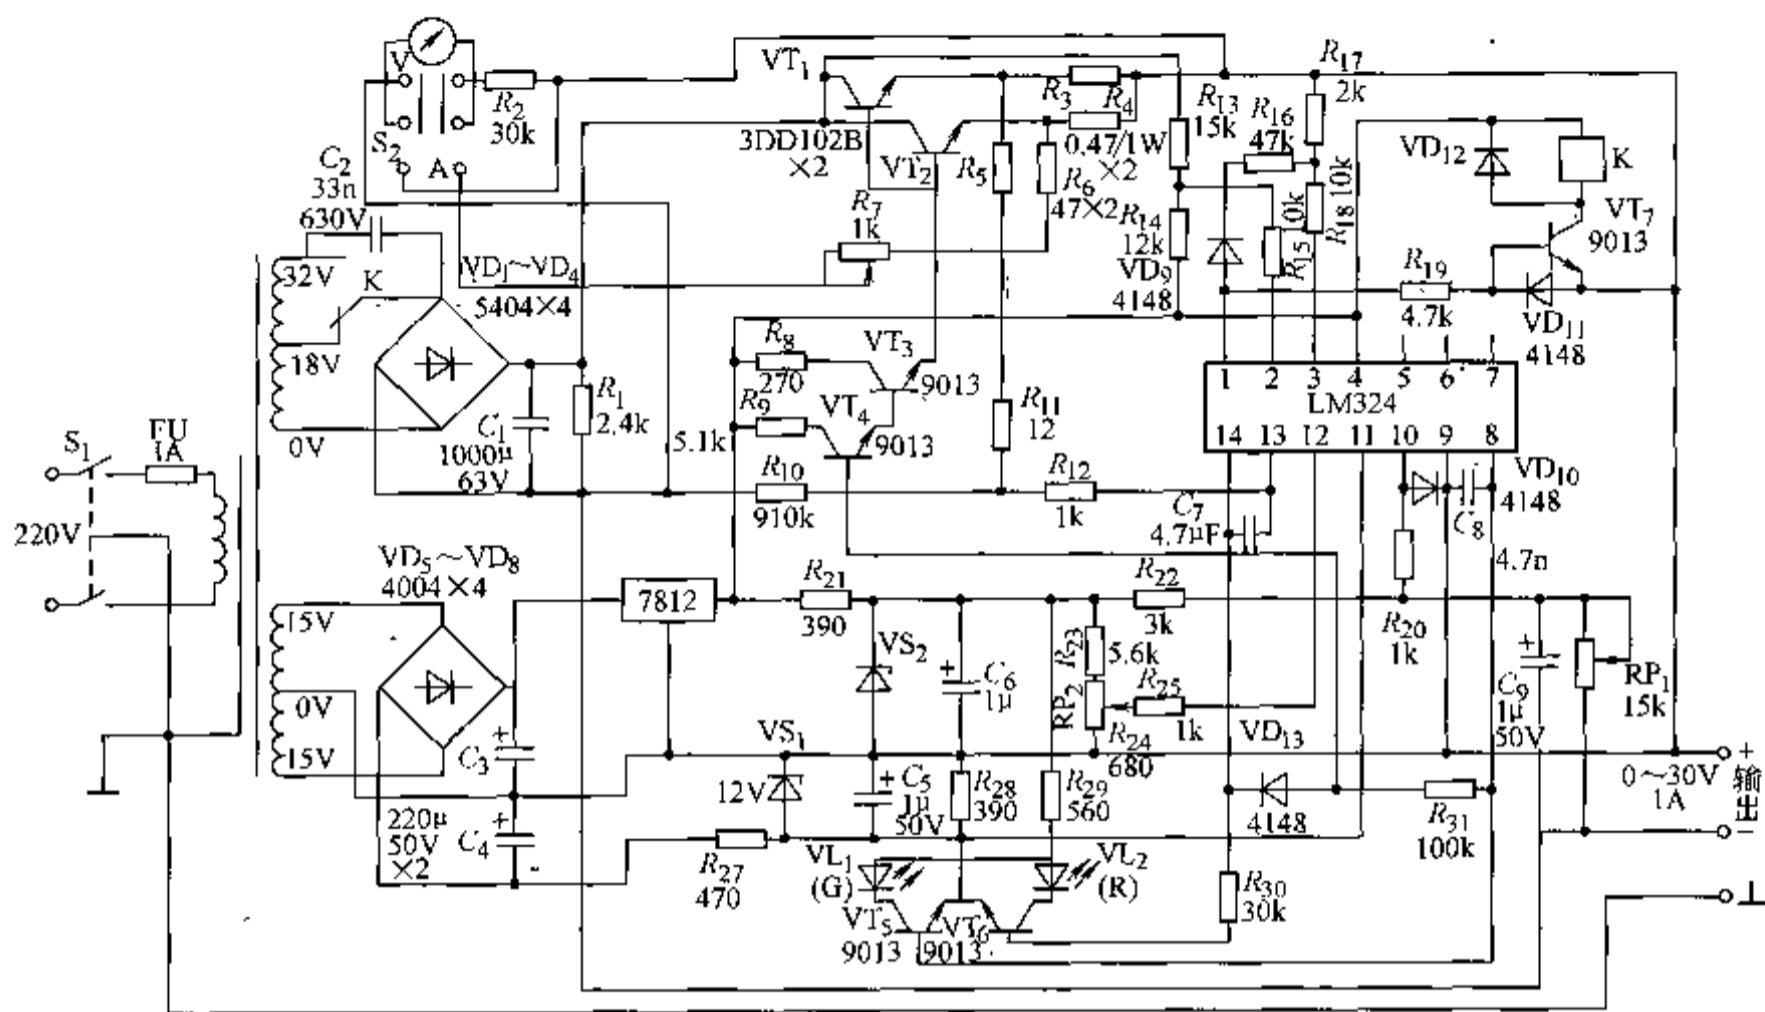 V
S₂
A
R₂
30k
C₂
33n
630V
32V
K
18V
0V
VD₁~VD₄
5404×4
C₁
1000μ
63V
R₁
2.4k
S₁
FU
1A
220V
VT₁
3DD102B
×2
VT₂
R₃
R₄
0.47/1W
×2
R₅
R₆
47×2
R₇
1k
R₈
270
VT₃
9013
R₉
5.1k
VT₄
9013
R₁₀
910k
R₁₁
12
R₁₂
1k
R₁₃
15k
R₁₄
12k
VD₉
4148
R₁₅
R₁₆
47k
R₁₇
2k
R₁₈ 10k
VD₁₂
K
VT₇
9013
R₁₉
4.7k
VD₁₁
4148
1 2 3 4 5 6 7
LM324
14 13 12 11 10 9 8
C₇
4.7μF
VD₁₀
4148
C₈
4.7n
R₂₀
1k
VD₅~VD₈
4004×4
15V
0V
15V
C₃
220μ
50V
×2
C₄
7812
R₂₁
390
VS₂
C₆
1μ
R₂₂
3k
R₂₃
5.6k
RP₂
R₂₅
1k
R₂₄
680
VS₁
12V
C₅
1μ
50V
R₂₈
390
R₂₉
560
R₂₇
470
VD₁₃
4148
R₃₁
100k
C₉
1μ
50V
RP₁
15k
+
0~30V
1A
输出
−
VL₁
(G)
VL₂
(R)
VT₅
9013
VT₆
9013
R₃₀
30k